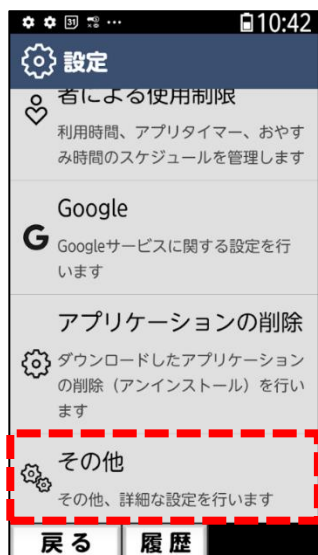 10:42
設定
者による使用制限
利用時間、アプリタイマー、おやす
み時間のスケジュールを管理します
Google
Googleサービスに関する設定を行
います
アプリケーションの削除
ダウンロードしたアプリケーション
の削除（アンインストール）を行い
ます
その他
その他、詳細な設定を行います
戻る 履歴